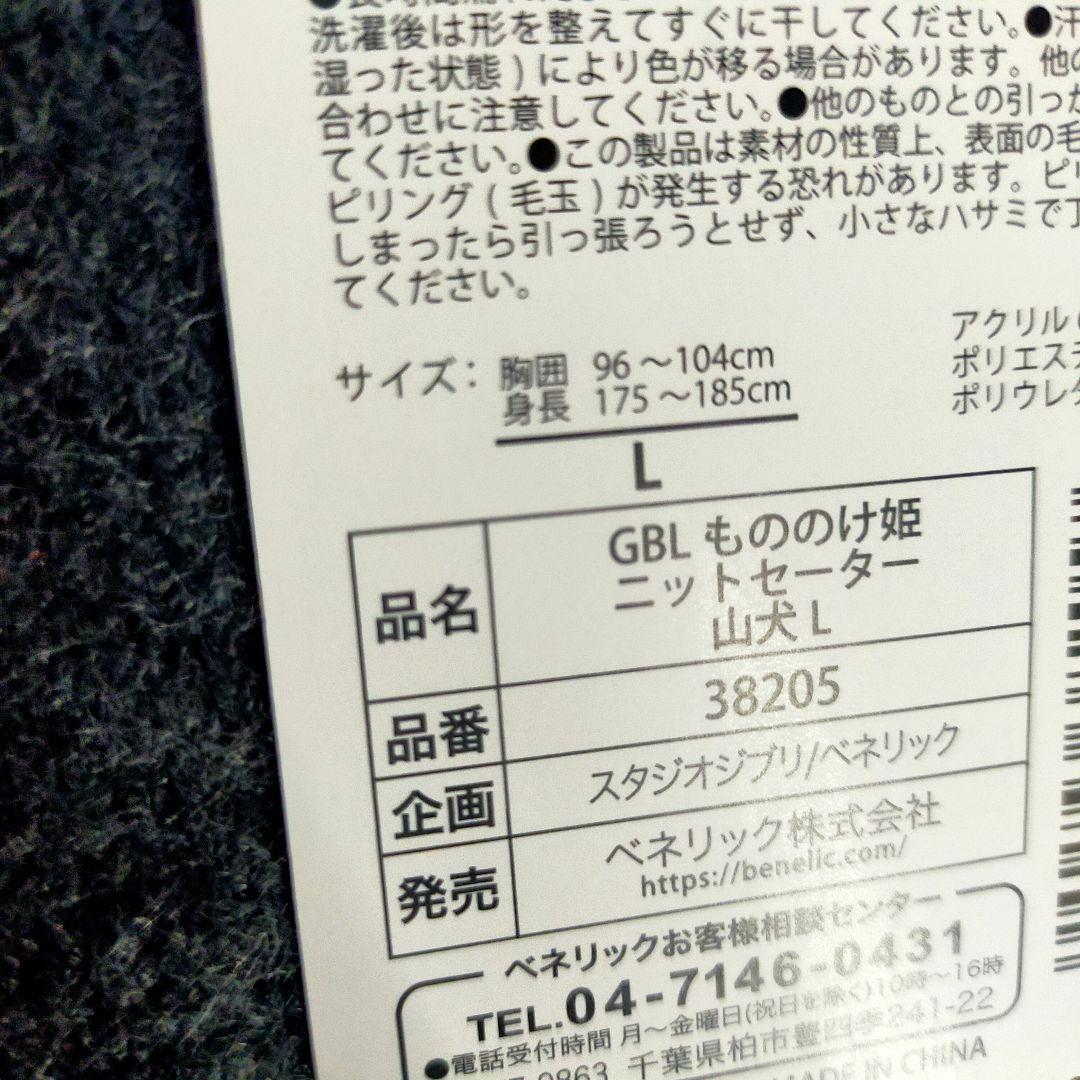 洗濯後は形を整えてすぐに干してください。●汗
湿った状態)により色が移る場合があります。他の
合わせに注意してください。●他のものとの引っか
てください。●この製品は素材の性質上、表面の毛
ピリング(毛玉)が発生する恐れがあります。ピリ
しまったら引っ張ろうとせず、小さなハサミで丁
てください。
アクリル
ポリエステ
ポリウレタ
サイズ: 胸囲 96～104cm
身長 175～185cm
L
品名 GBL もののけ姫
ニットセーター
山犬 L
品番 38205
企画 スタジオジブリ/ベネリック
発売 ベネリック株式会社
https://benelic.com/
ベネリックお客様相談センター
TEL.04-7146-0431
●電話受付時間 月～金曜日(祝日を除く)10時～16時
0863 千葉県柏市豊四季241-22
MADE IN CHINA